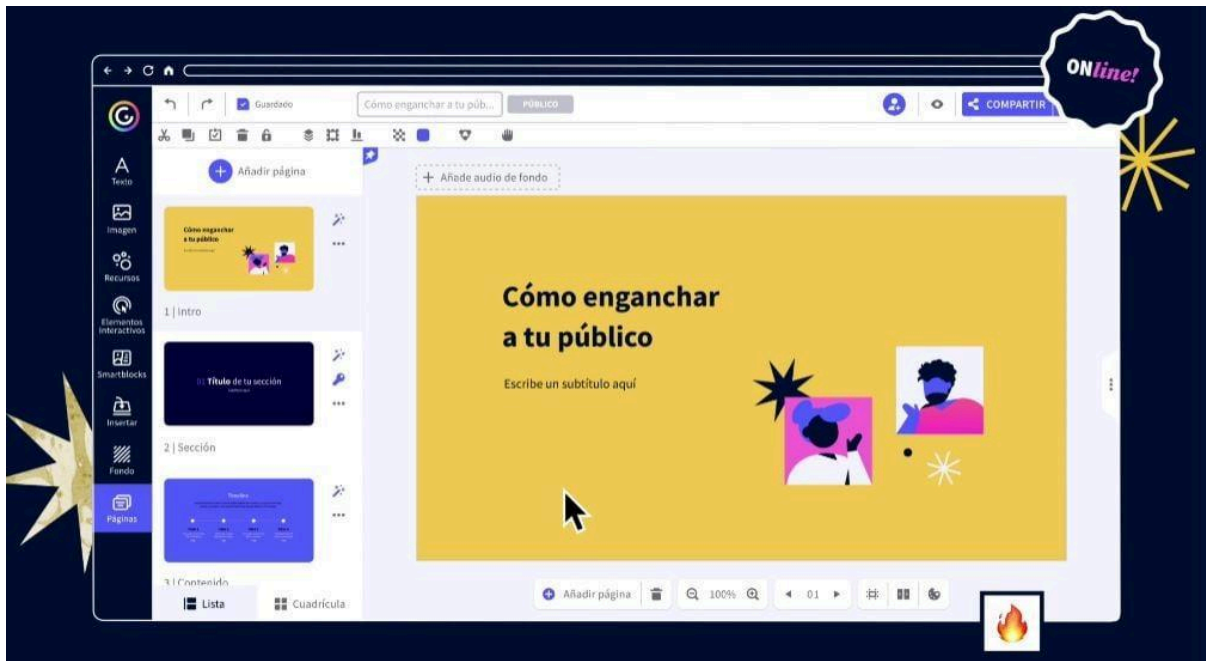 ONline!
Guardado
Cómo enganchar a tu púb...
PÚBLICO
COMPARTIR
Texto
Imagen
Recursos
Elementos
Interactivos
Smartblocks
Insertar
Fondo
Páginas
Añadir página
Cómo enganchar
a tu público
1 | Intro
01 Título de tu sección
2 | Sección
Timeline
3 | Contenido
Lista
Cuadrícula
Añade audio de fondo
Cómo enganchar
a tu público
Escribe un subtítulo aquí
Añadir página
100%
01